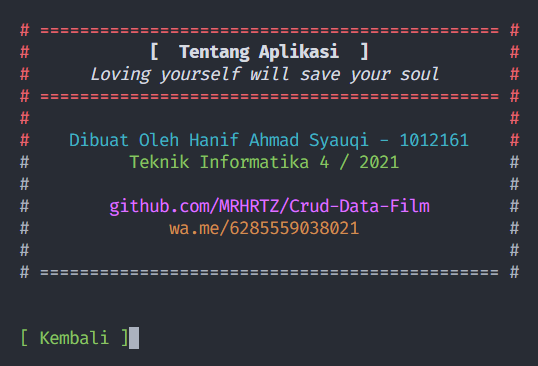 # ============================================== #
# [ Tentang Aplikasi ] #
# Loving yourself will save your soul #
# ============================================== #
# #
# Dibuat Oleh Hanif Ahmad Syauqi - 1012161 #
# Teknik Informatika 4 / 2021 #
# #
# github.com/MRHRTZ/Crud-Data-Film #
# wa.me/6285559038021 #
# #
# ============================================== #
[ Kembali ]